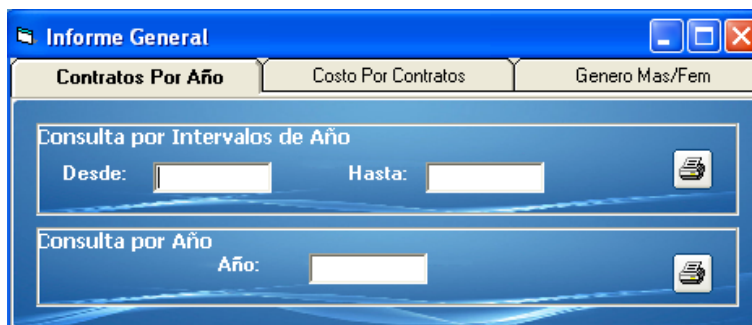 Informe General
Contratos Por Año Costo Por Contratos Genero Mas/Fem
Consulta por Intervalos de Año
Desde: Hasta:
Consulta por Año
Año: